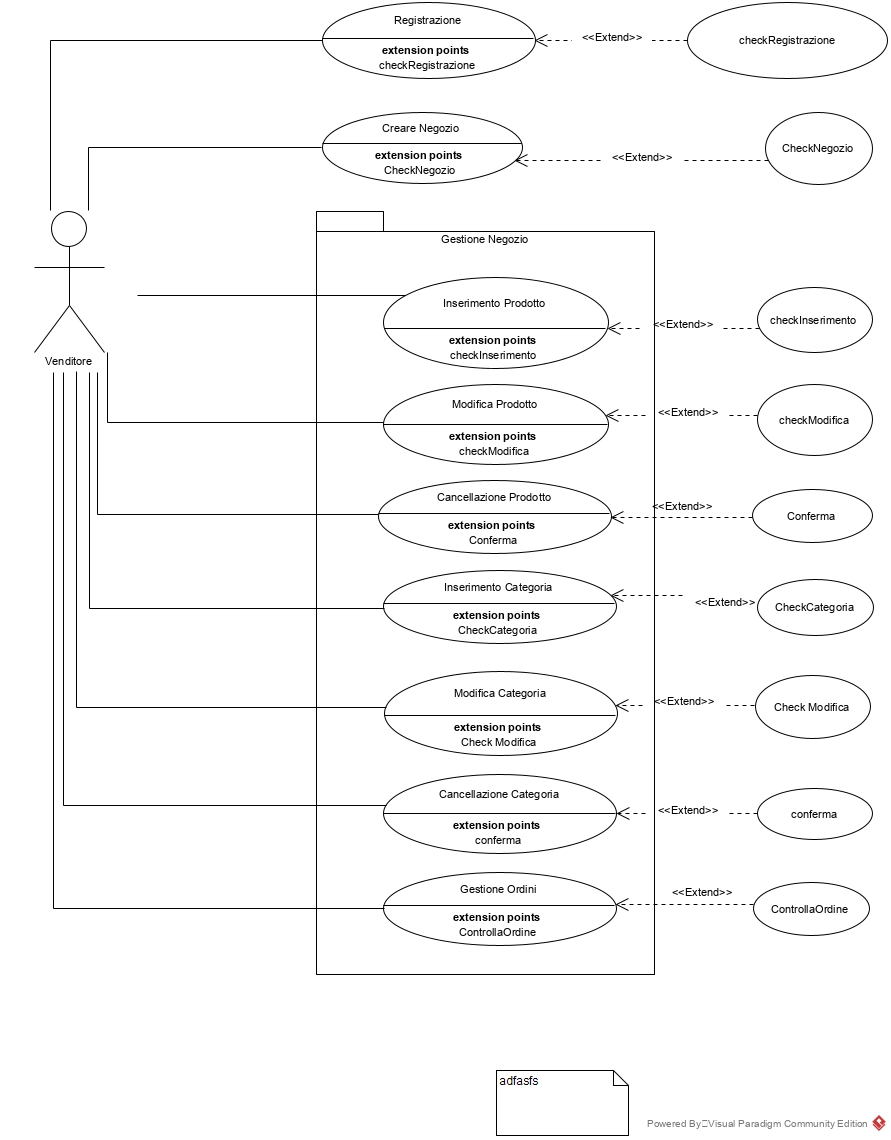 Registrazione
extension points
checkRegistrazione
<<Extend>>
checkRegistrazione
Creare Negozio
extension points
CheckNegozio
<<Extend>>
CheckNegozio
Gestione Negozio
Venditore
Inserimento Prodotto
extension points
checkInserimento
<<Extend>>
checkInserimento
Modifica Prodotto
extension points
checkModifica
<<Extend>>
checkModifica
Cancellazione Prodotto
extension points
Conferma
<<Extend>>
Conferma
Inserimento Categoria
extension points
CheckCategoria
<<Extend>>
CheckCategoria
Modifica Categoria
extension points
Check Modifica
<<Extend>>
Check Modifica
Cancellazione Categoria
extension points
conferma
<<Extend>>
conferma
Gestione Ordini
extension points
ControllaOrdine
<<Extend>>
ControllaOrdine
adfasfs
Powered By Visual Paradigm Community Edition